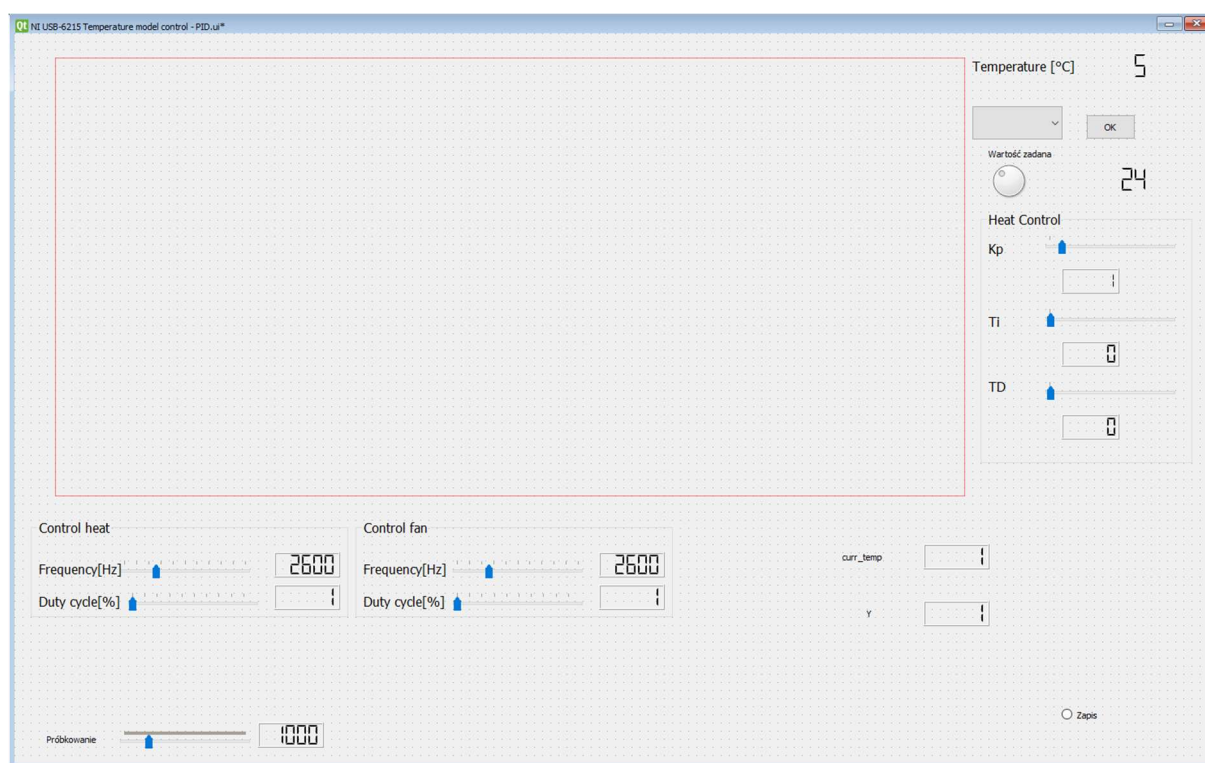 Qt NI USB-6215 Temperature model control - PID.ui*
Temperature [°C] 5
OK
Wartość zadana
24
Heat Control
Kp
1
Ti
0
TD
0
Control heat
Frequency[Hz] 2600
Duty cycle[%] 1
Control fan
Frequency[Hz] 2600
Duty cycle[%] 1
curr_temp 1
Y 1
Zapis
Próbkowanie 1000